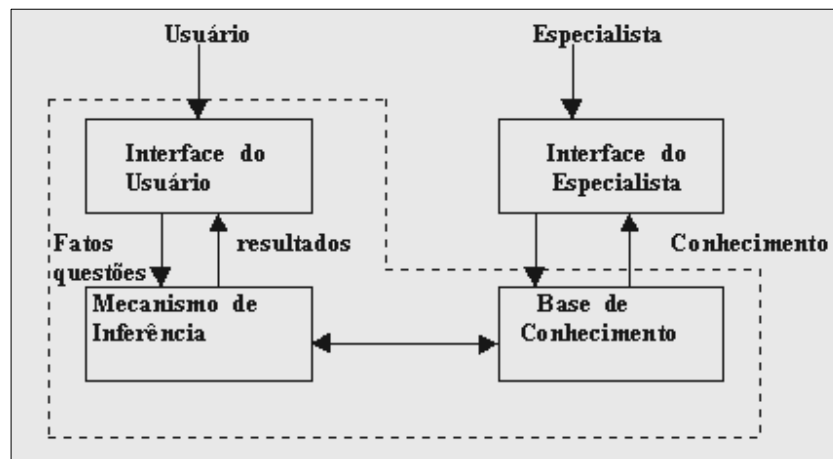 Usuário
Especialista
Interface do
Usuário
Interface do
Especialista
Fatos
questões
resultados
Conhecimento
Mecanismo de
Inferência
Base de
Conhecimento